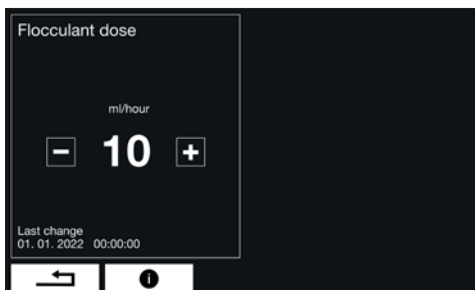 Flocculant dose
ml/hour
− 10 +
Last change
01. 01. 2022 00:00:00
i